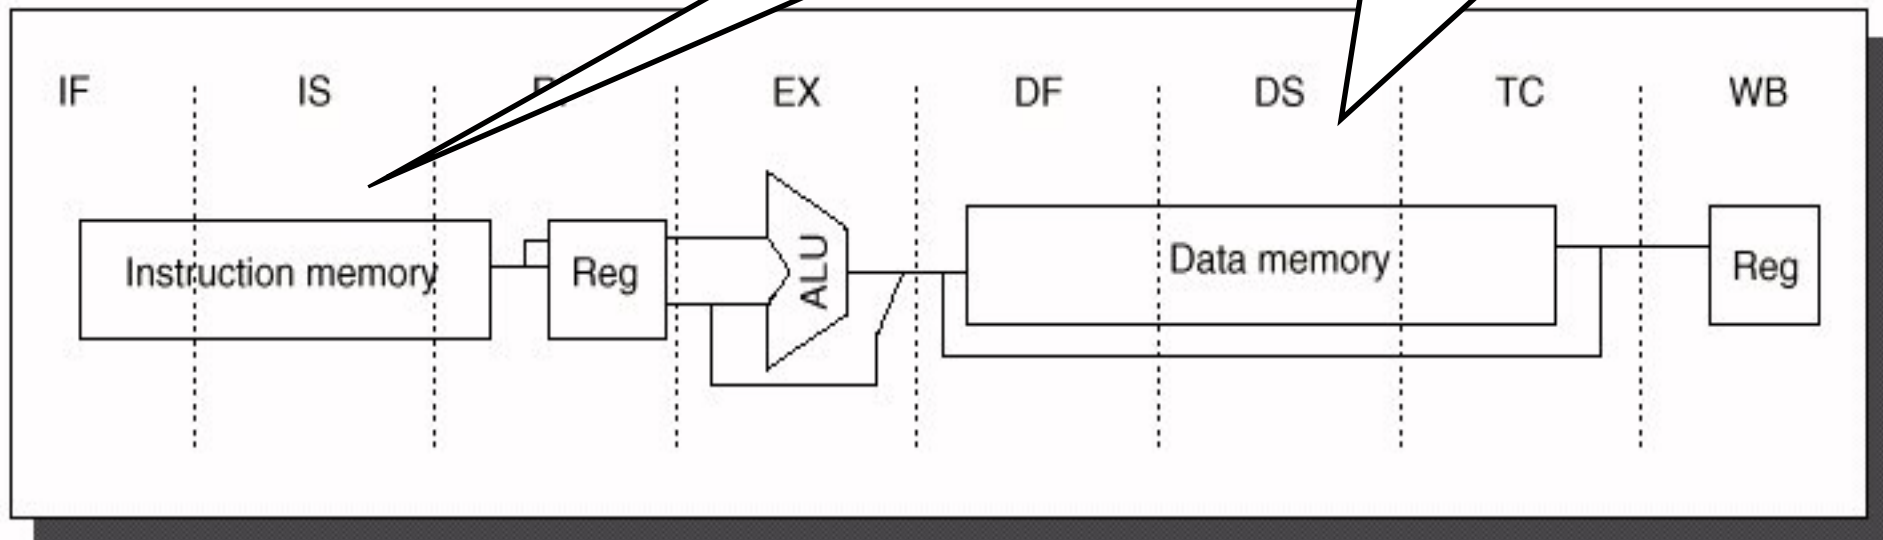 IF IS EX DF DS TC WB
Instruction memory Reg ALU Data memory Reg